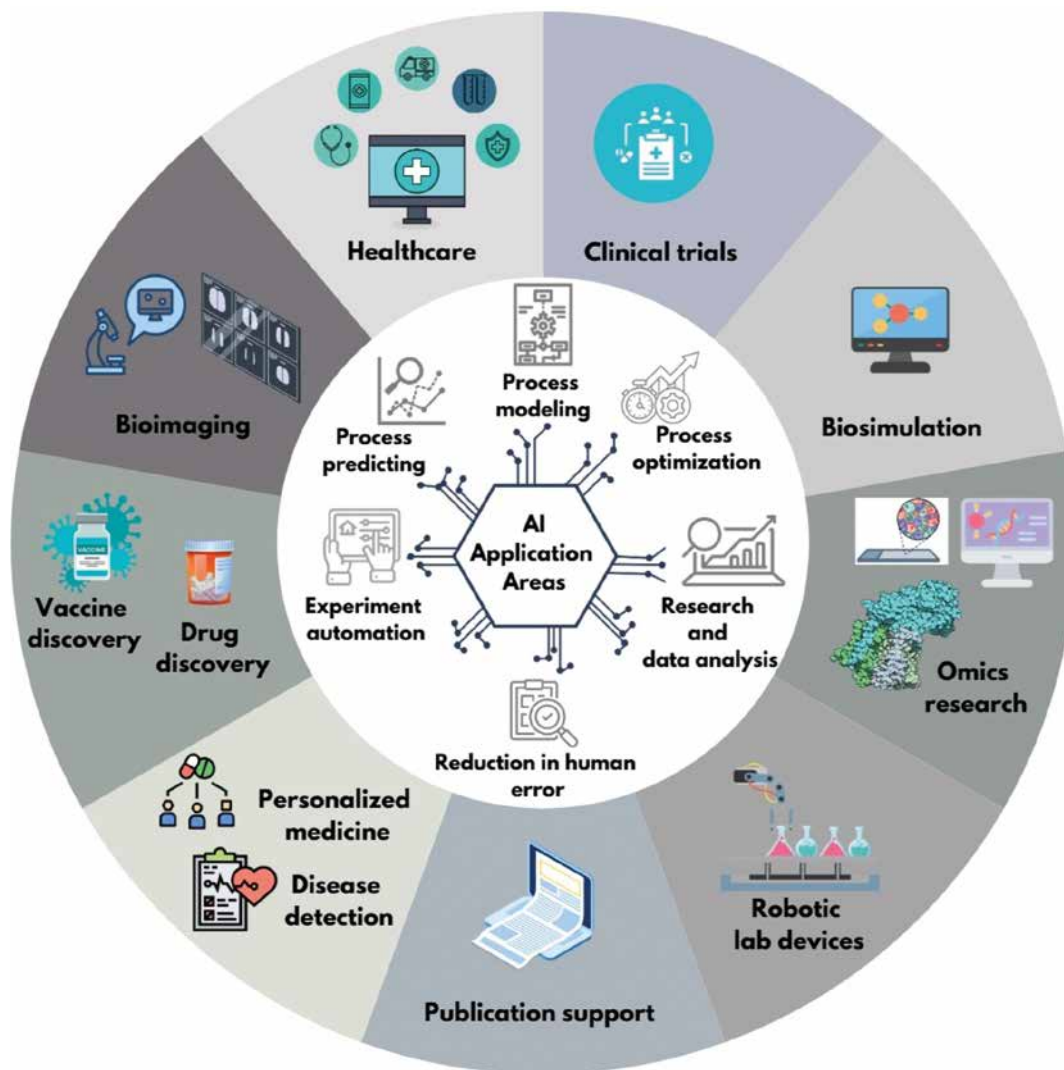 Healthcare
Clinical trials
Biosimulation
Omics
research
Robotic
lab devices
Publication support
Personalized
medicine
Disease
detection
Vaccine
discovery
Drug
discovery
Bioimaging
VACCINE
Process
modeling
Process
optimization
Research
and
data analysis
Reduction in human
error
Experiment
automation
Process
predicting
AI
Application
Areas